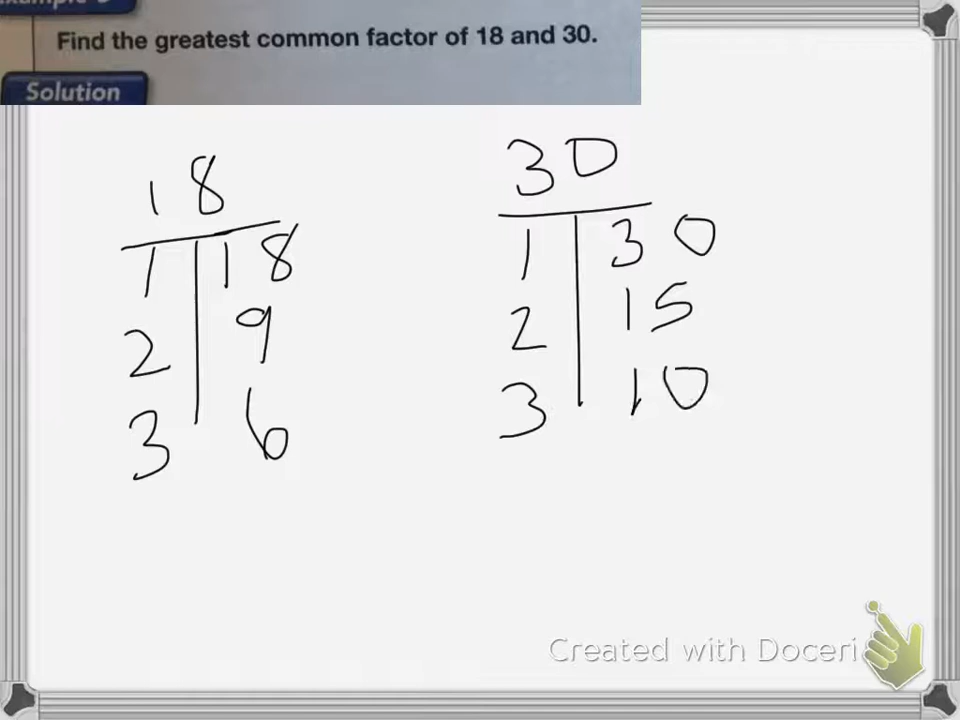 Find the greatest common factor of 18 and 30.
Solution
18
1 18
2 9
3 6
30
1 30
2 15
3 10
Created with Doceri